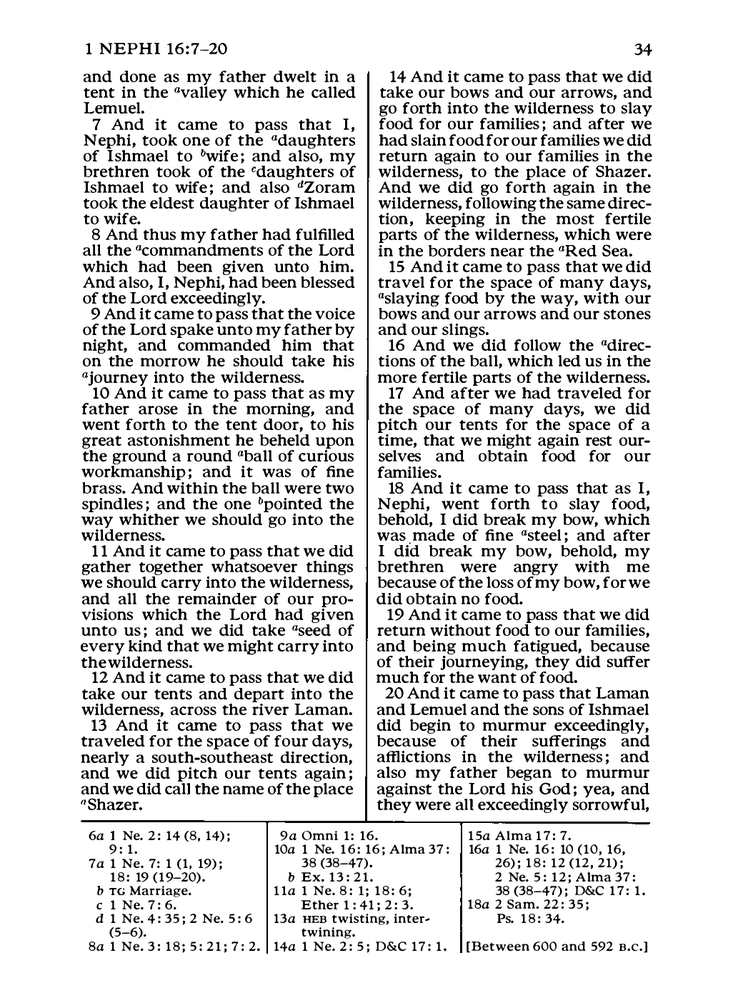 1 NEPHI 16:7–20
34
and done as my father dwelt in a
tent in the avalley which he called
Lemuel.
7 And it came to pass that I,
Nephi, took one of the adaughters
of Ishmael to bwife; and also, my
brethren took of the cdaughters of
Ishmael to wife; and also dZoram
took the eldest daughter of Ishmael
to wife.
8 And thus my father had fulfilled
all the acommandments of the Lord
which had been given unto him.
And also, I, Nephi, had been blessed
of the Lord exceedingly.
9 And it came to pass that the voice
of the Lord spake unto my father by
night, and commanded him that
on the morrow he should take his
ajourney into the wilderness.
10 And it came to pass that as my
father arose in the morning, and
went forth to the tent door, to his
great astonishment he beheld upon
the ground a round aball of curious
workmanship; and it was of fine
brass. And within the ball were two
spindles; and the one bpointed the
way whither we should go into the
wilderness.
11 And it came to pass that we did
gather together whatsoever things
we should carry into the wilderness,
and all the remainder of our pro-
visions which the Lord had given
unto us; and we did take aseed of
every kind that we might carry into
the wilderness.
12 And it came to pass that we did
take our tents and depart into the
wilderness, across the river Laman.
13 And it came to pass that we
traveled for the space of four days,
nearly a south-southeast direction,
and we did pitch our tents again;
and we did call the name of the place
aShazer.
14 And it came to pass that we did
take our bows and our arrows, and
go forth into the wilderness to slay
food for our families; and after we
had slain food for our families we did
return again to our families in the
wilderness, to the place of Shazer.
And we did go forth again in the
wilderness, following the same direc-
tion, keeping in the most fertile
parts of the wilderness, which were
in the borders near the aRed Sea.
15 And it came to pass that we did
travel for the space of many days,
aslaying food by the way, with our
bows and our arrows and our stones
and our slings.
16 And we did follow the adirec-
tions of the ball, which led us in the
more fertile parts of the wilderness.
17 And after we had traveled for
the space of many days, we did
pitch our tents for the space of a
time, that we might again rest our-
selves and obtain food for our
families.
18 And it came to pass that as I,
Nephi, went forth to slay food,
behold, I did break my bow, which
was made of fine asteel; and after
I did break my bow, behold, my
brethren were angry with me
because of the loss of my bow, for we
did obtain no food.
19 And it came to pass that we did
return without food to our families,
and being much fatigued, because
of their journeying, they did suffer
much for the want of food.
20 And it came to pass that Laman
and Lemuel and the sons of Ishmael
did begin to murmur exceedingly,
because of their sufferings and
afflictions in the wilderness; and
also my father began to murmur
against the Lord his God; yea, and
they were all exceedingly sorrowful,
6a 1 Ne. 2: 14 (8, 14);
9: 1.
7a 1 Ne. 7: 1 (1, 19);
18: 19 (19–20).
b TG Marriage.
c 1 Ne. 7: 6.
d 1 Ne. 4: 35; 2 Ne. 5: 6
(5–6).
8a 1 Ne. 3: 18; 5: 21; 7: 2.
9a Omni 1: 16.
10a 1 Ne. 16: 16; Alma 37:
38 (38–47).
b Ex. 13: 21.
11a 1 Ne. 8: 1; 18: 6;
Ether 1: 41; 2: 3.
13a HEB twisting, inter-
twining.
14a 1 Ne. 2: 5; D&C 17: 1.
15a Alma 17: 7.
16a 1 Ne. 16: 10 (10, 16,
26); 18: 12 (12, 21);
2 Ne. 5: 12; Alma 37:
38 (38–47); D&C 17: 1.
18a 2 Sam. 22: 35;
Ps. 18: 34.
[Between 600 and 592 B.C.]